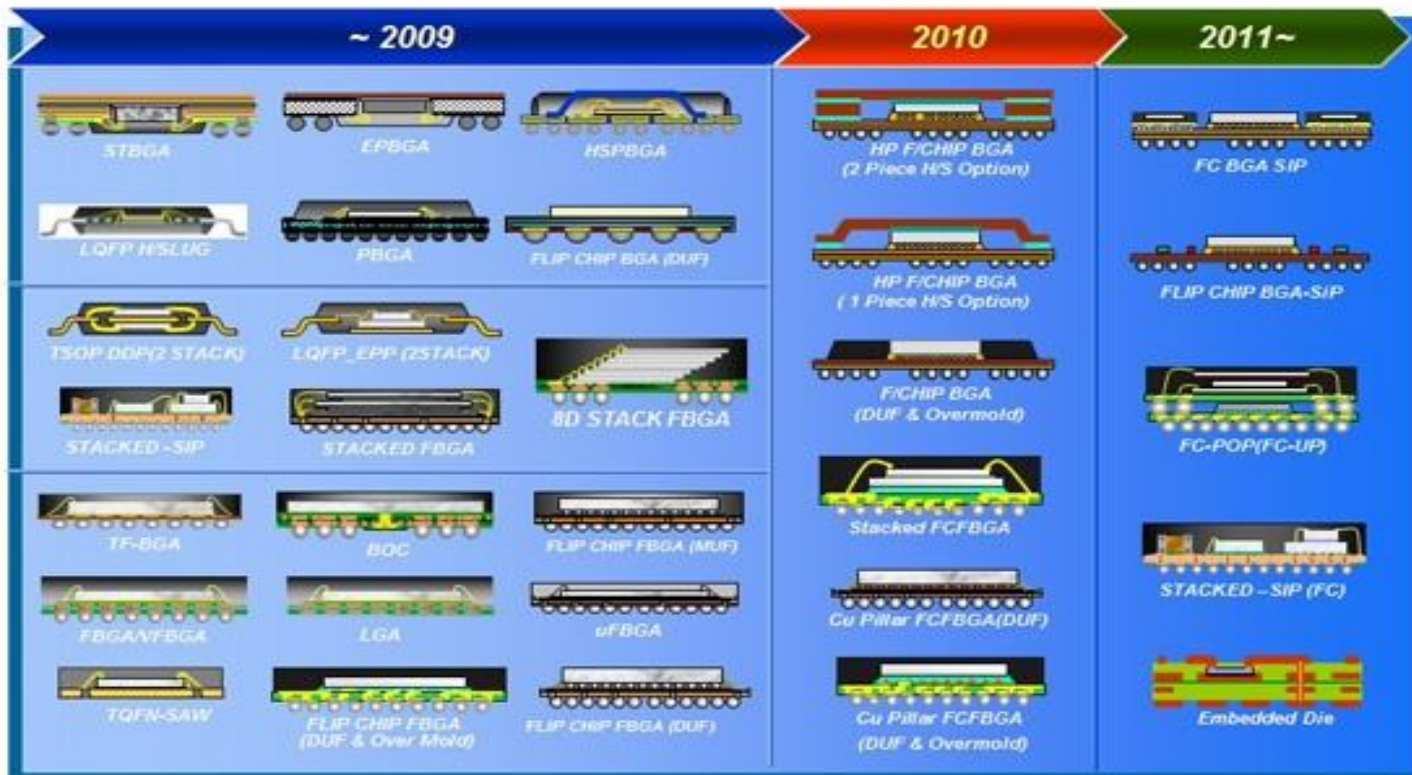 ~ 2009
2010
2011~
STBGA
EPBGA
HSPBGA
LQFP H/SLUG
PBGA
FLIP CHIP BGA (DUF)
TSOP DDP(2 STACK)
LQFP_EPP (2STACK)
8D STACK FBGA
STACKED -SIP
STACKED FBGA
TF-BGA
BOC
FLIP CHIP FBGA (MUF)
FBGA/VFBGA
LGA
uFBGA
TQFN-SAW
FLIP CHIP FBGA
(DUF & Over Mold)
FLIP CHIP FBGA (DUF)
HP F/CHIP BGA
(2 Piece H/S Option)
HP F/CHIP BGA
( 1 Piece H/S Option)
F/CHIP BGA
(DUF & Overmold)
Stacked FCFBGA
Cu Pillar FCFBGA(DUF)
Cu Pillar FCFBGA
(DUF & Overmold)
FC BGA SIP
FLIP CHIP BGA-SiP
FC-POP(FC-UP)
STACKED -SIP (FC)
Embedded Die